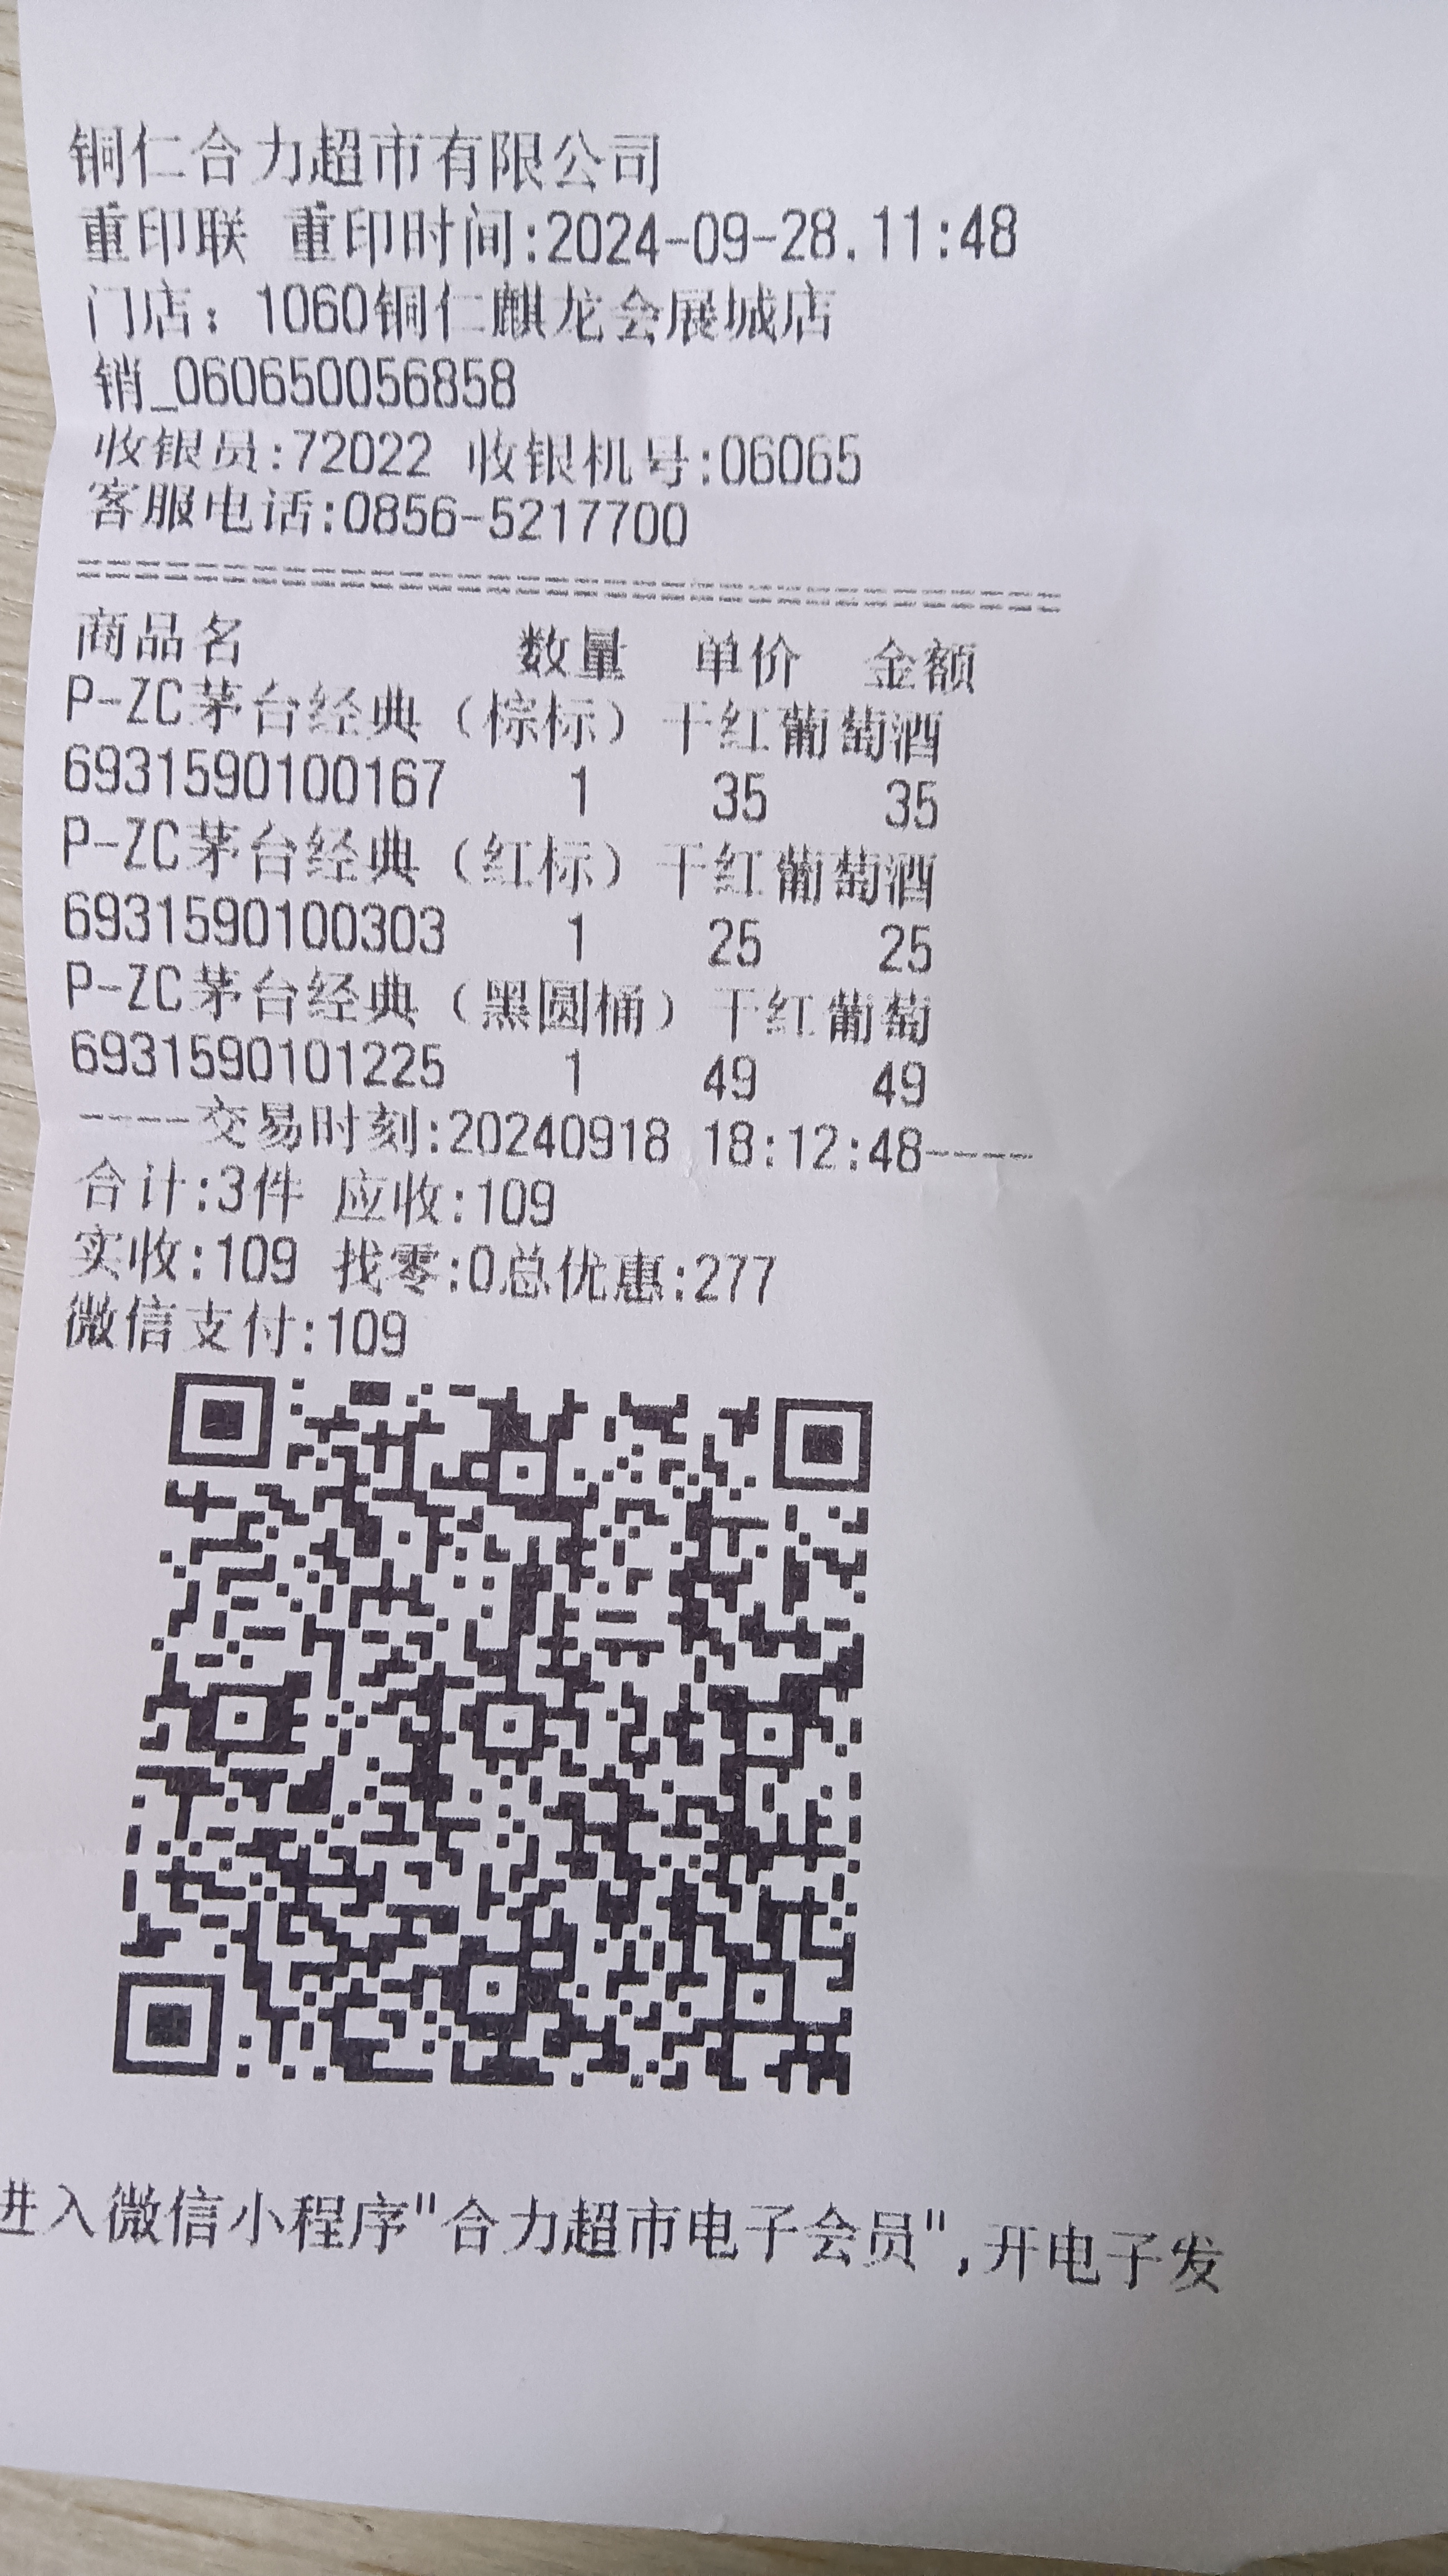 铜仁合力超市有限公司
重印联 重印时间:2024-09-28.11:48
门店：1060铜仁麒龙会展城店
销_060650056858
收银员:72022 收银机号:06065
客服电话:0856-5217700
==================================
商品名 数量 单价 金额
P-ZC茅台经典（棕标）干红葡萄酒
6931590100167 1 35 35
P-ZC茅台经典（红标）干红葡萄酒
6931590100303 1 25 25
P-ZC茅台经典（黑圆桶）干红葡萄
6931590101225 1 49 49
----交易时刻:20240918 18:12:48----
合计:3件 应收:109
实收:109 找零:0总优惠:277
微信支付:109
进入微信小程序"合力超市电子会员",开电子发